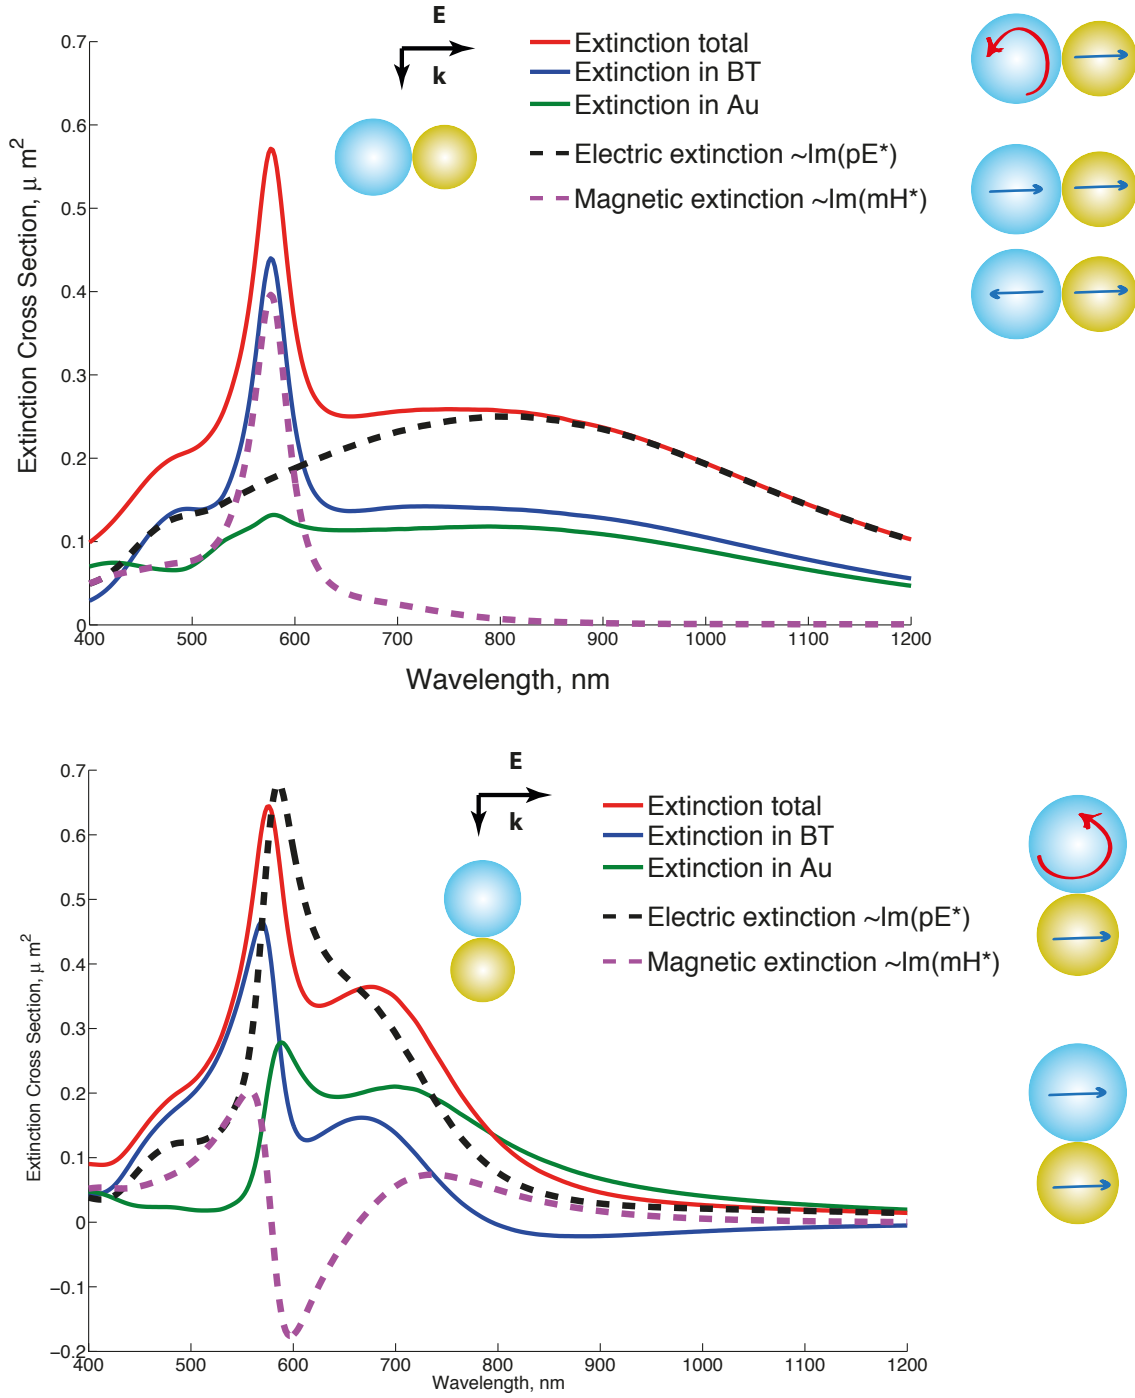 E
k
Extinction total
Extinction in BT
Extinction in Au
Electric extinction ~Im(pE*)
Magnetic extinction ~Im(mH*)
Extinction Cross Section, μ m²
0.7
0.6
0.5
0.4
0.3
0.2
0.1
0
400 500 600 700 800 900 1000 1100 1200
Wavelength, nm
E
k
Extinction total
Extinction in BT
Extinction in Au
Electric extinction ~Im(pE*)
Magnetic extinction ~Im(mH*)
Extinction Cross Section, μ m²
0.7
0.6
0.5
0.4
0.3
0.2
0.1
0
−0.1
−0.2
400 500 600 700 800 900 1000 1100 1200
Wavelength, nm